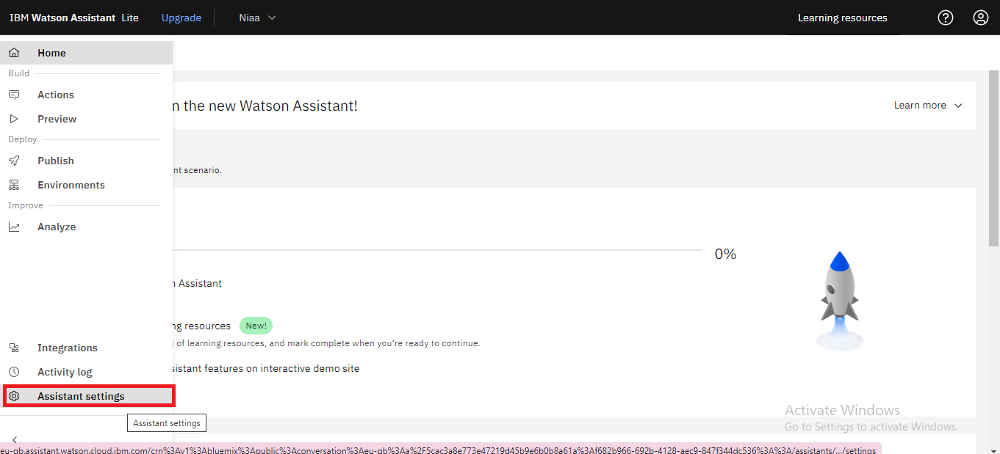 IBM Watson Assistant Lite Upgrade Niaa Learning resources
Home
Build
Actions
Preview
Deploy
Publish
Environments
Improve
Analyze
Integrations
Activity log
Assistant settings
Assistant settings
n the new Watson Assistant!
Learn more
nt scenario.
0%
n Assistant
ng resources New!
t of learning resources, and mark complete when you're ready to continue.
sistant features on interactive demo site
Activate Windows
Go to Settings to activate Windows.
eu-gb.assistant.watson.cloud.ibm.com/crn%3Av1%3Abluemix%3Apublic%3Aconversation%3Aeu-gb%3Aa%2F5cac3a8e773e47219d45b9e6b0b8a61a%3Af682b966-692b-4128-aec9-847f344dc536%3A%3A/assistants/.../settings